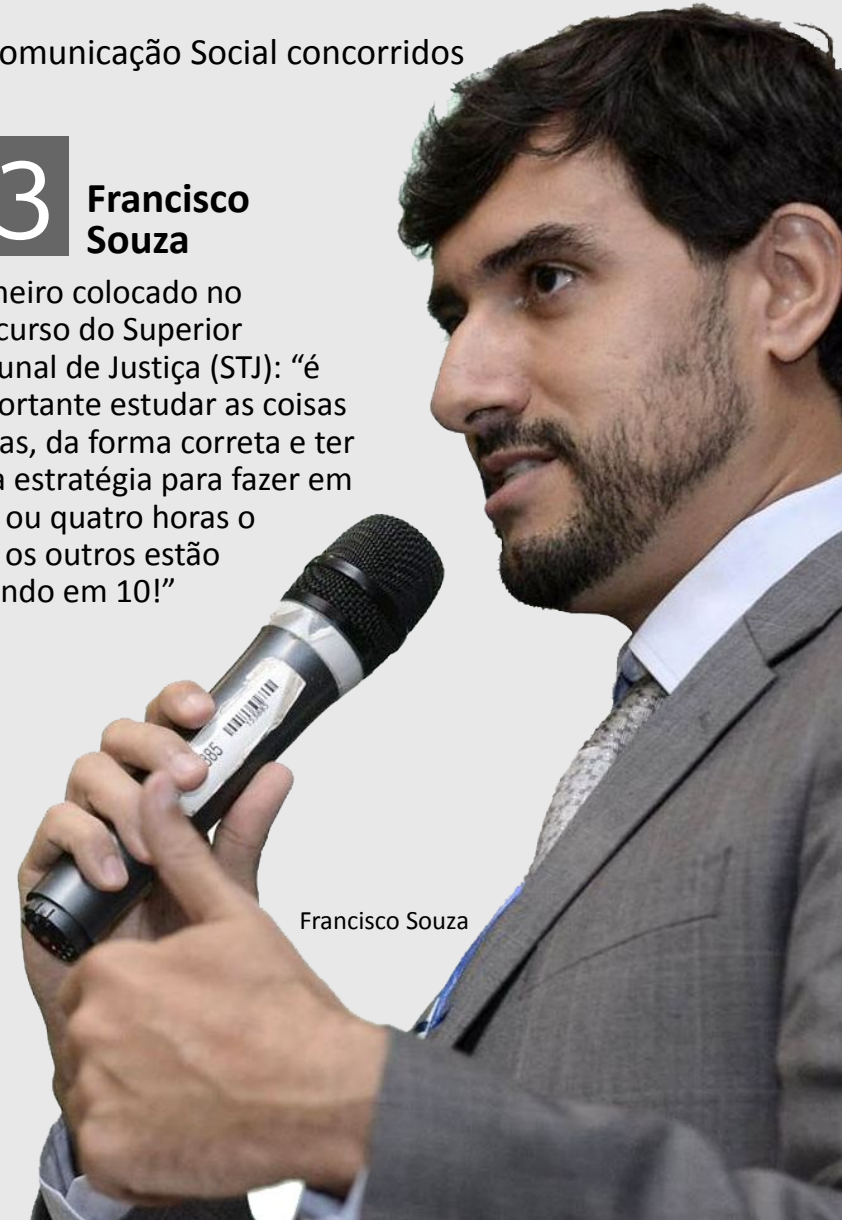 omunicação Social concorridos
3
Francisco
Souza
neiro colocado no
curso do Superior
unal de Justiça (STJ): “é
ortante estudar as coisas
as, da forma correta e ter
a estratégia para fazer em
ou quatro horas o
os outros estão
ndo em 10!”
885
Francisco Souza